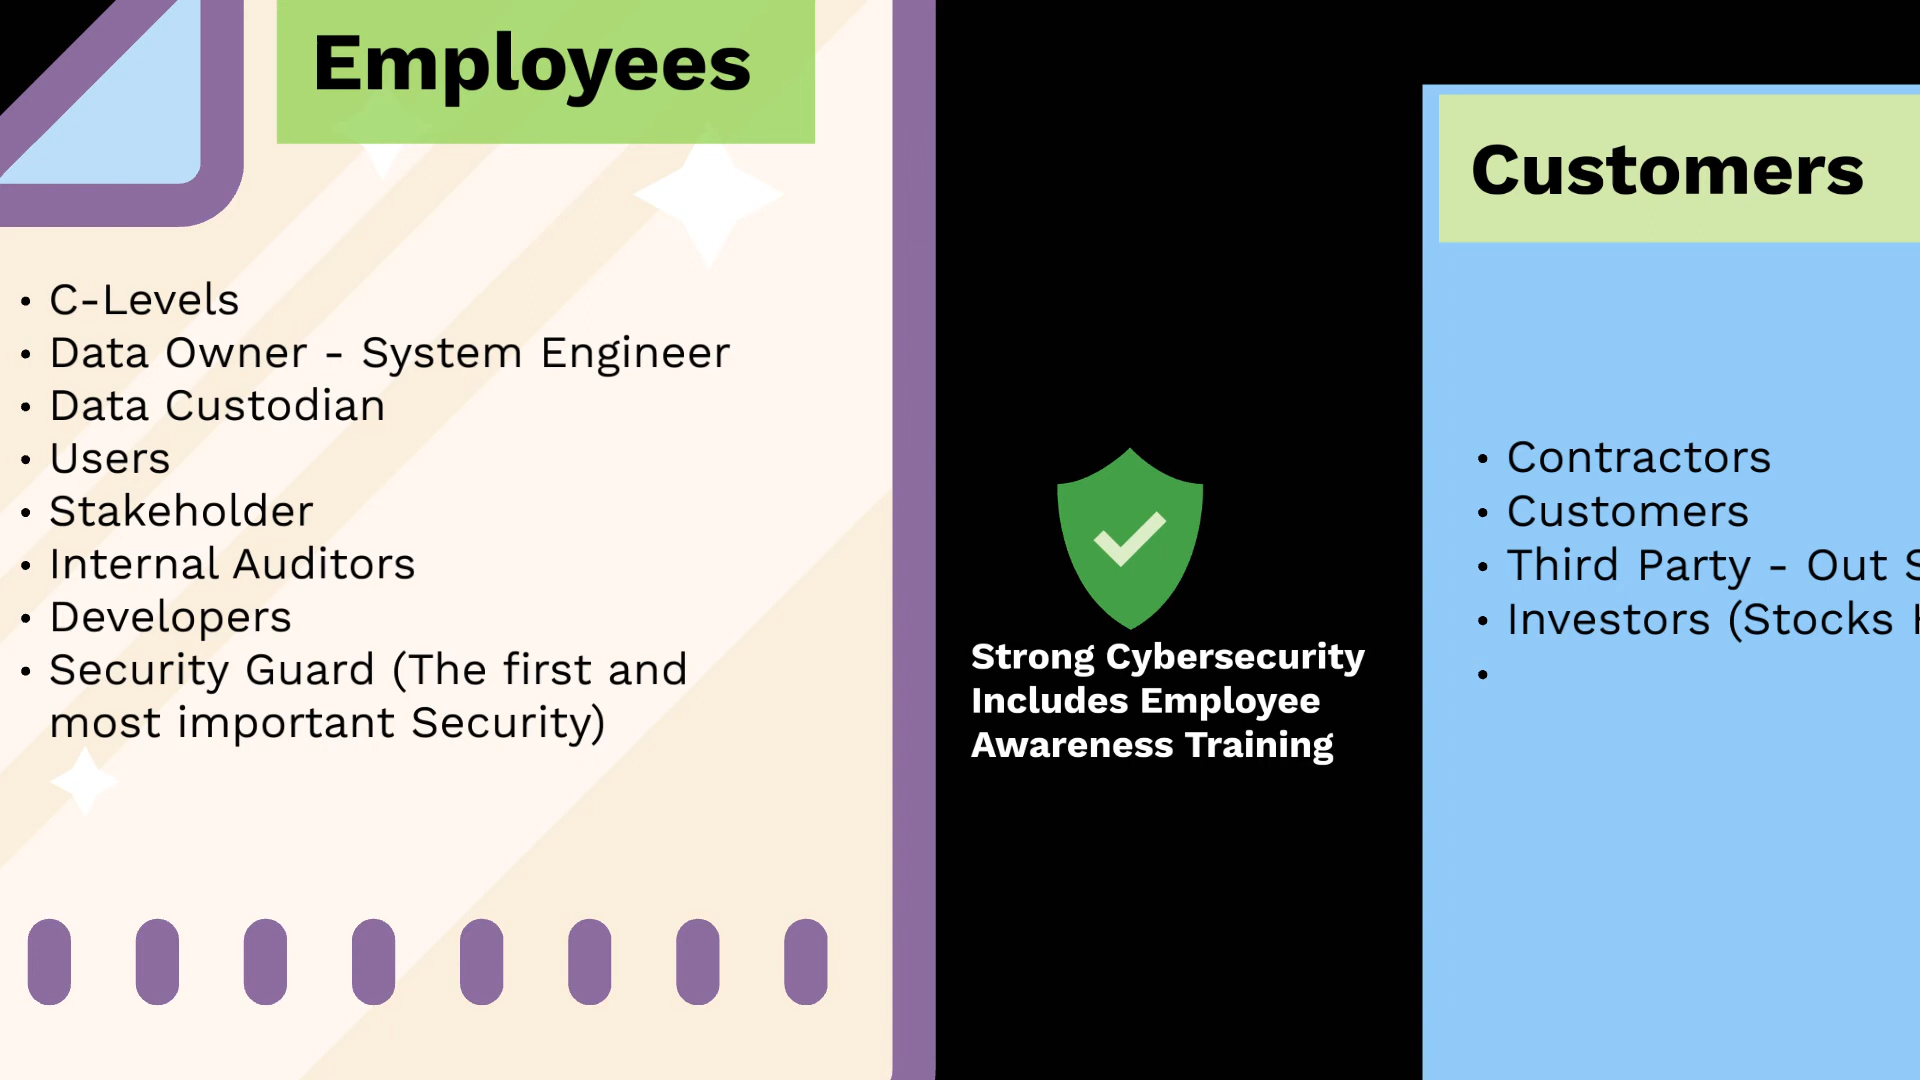 Employees
• C-Levels
• Data Owner - System Engineer
• Data Custodian
• Users
• Stakeholder
• Internal Auditors
• Developers
• Security Guard (The first and
most important Security)
Strong Cybersecurity
Includes Employee
Awareness Training
Customers
• Contractors
• Customers
• Third Party - Out
• Investors (Stocks
•